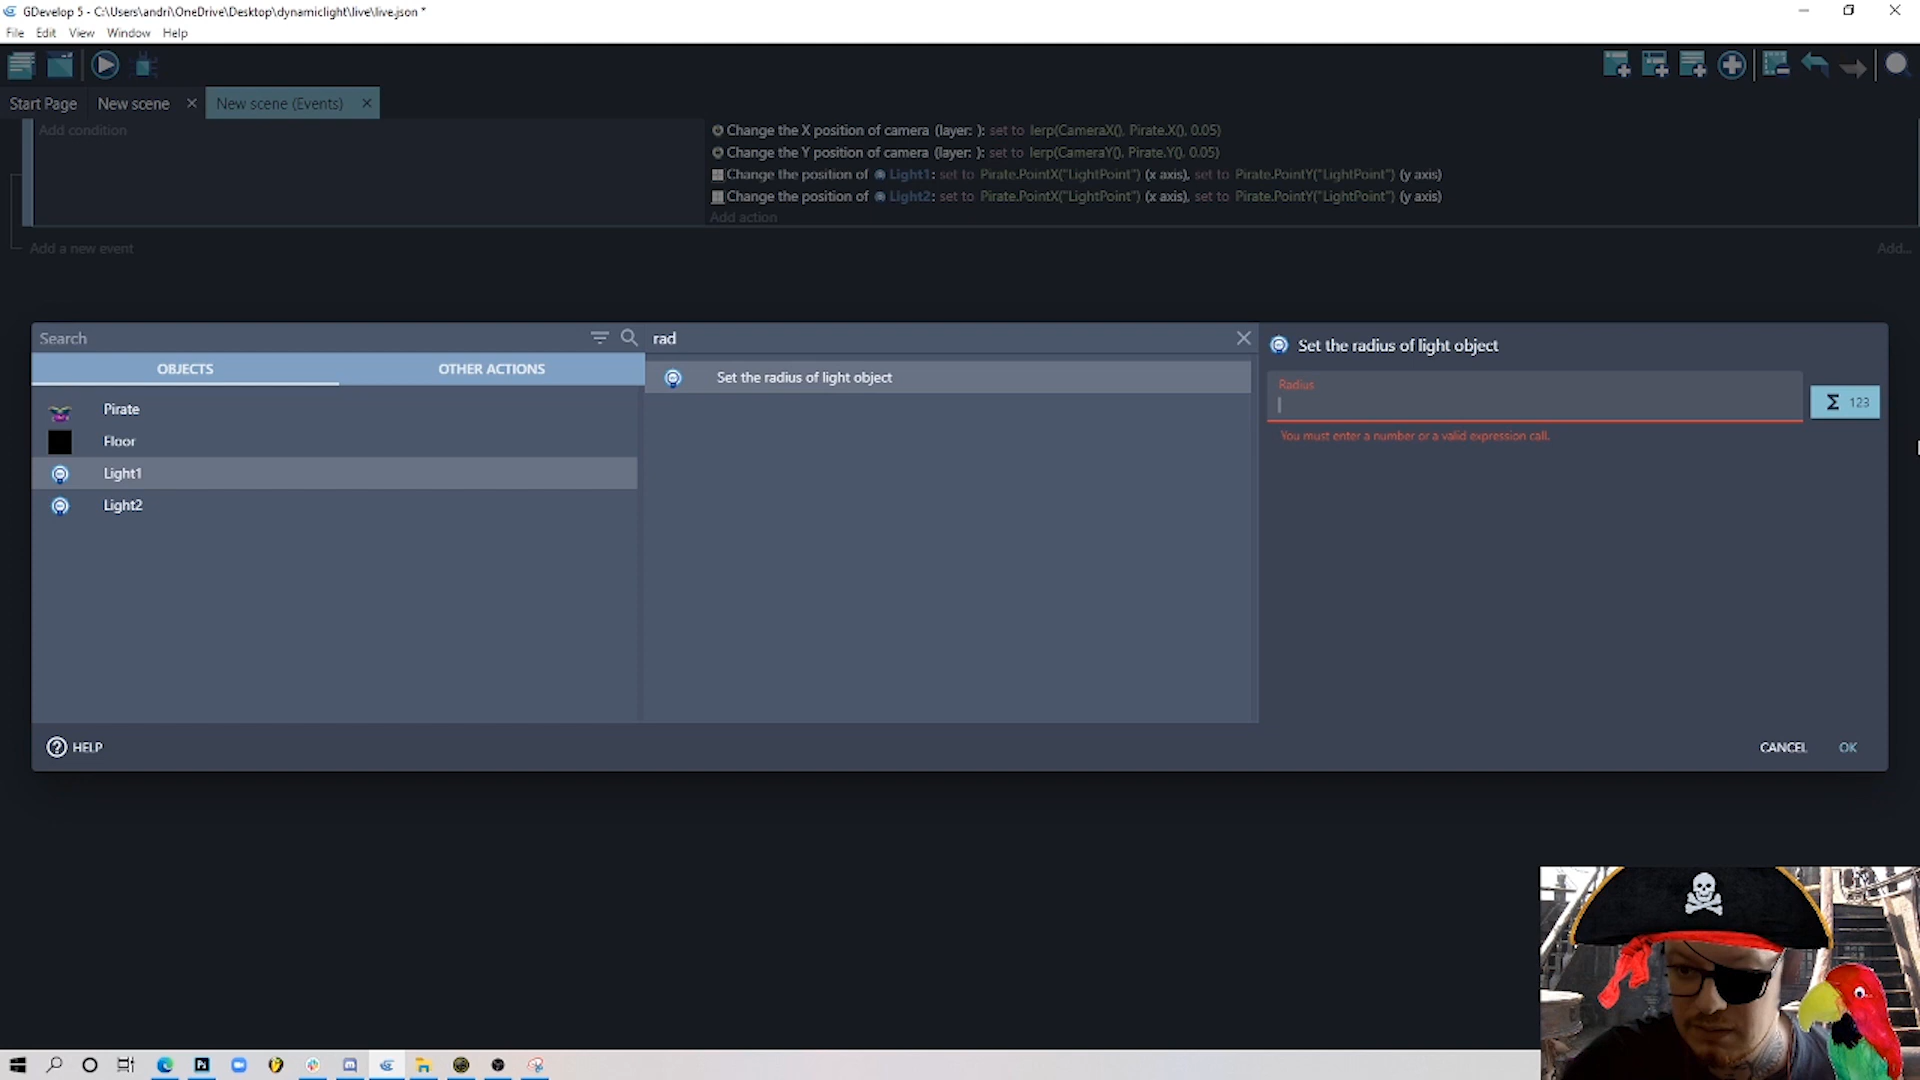 GDevelop 5 - C:\Users\andri\OneDrive\Desktop\dynamiclight\live\live.json *
File Edit View Window Help
Start Page New scene × New scene (Events) ×
Add condition
Change the X position of camera (layer: ): set to lerp(CameraX(), Pirate.X(), 0.05)
Change the Y position of camera (layer: ): set to lerp(CameraY(), Pirate.Y(), 0.05)
Change the position of Light1: set to Pirate.PointX("LightPoint") (x axis), set to Pirate.PointY("LightPoint") (y axis)
Change the position of Light2: set to Pirate.PointX("LightPoint") (x axis), set to Pirate.PointY("LightPoint") (y axis)
Add action
Add a new event Add...
Search
OBJECTS OTHER ACTIONS
Pirate
Floor
Light1
Light2
rad
Set the radius of light object
Set the radius of light object
Radius
Σ 123
You must enter a number or a valid expression call.
HELP
CANCEL OK